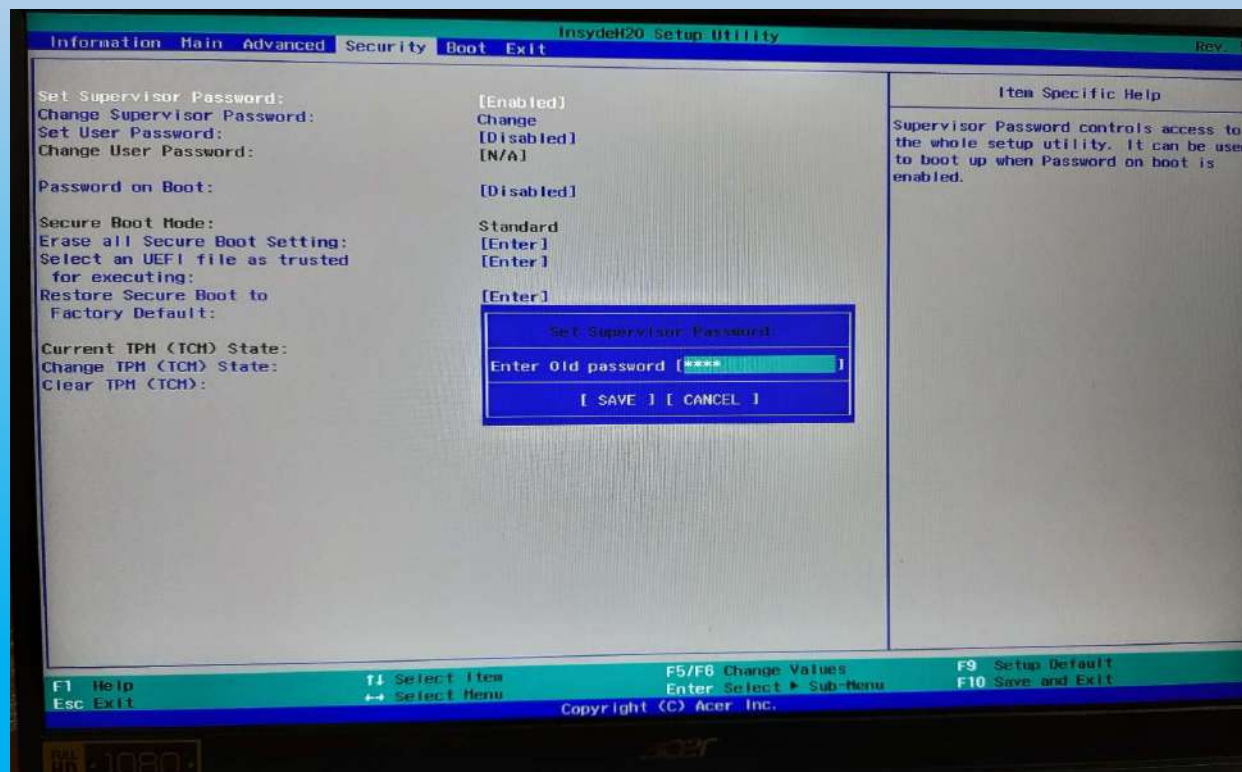 InsydeH20 Setup Utility
Information Main Advanced Security Boot Exit
Rev.
Set Supervisor Password: [Enabled]
Change Supervisor Password: Change
Set User Password: [Disabled]
Change User Password: [N/A]
Password on Boot: [Disabled]
Secure Boot Mode: Standard
Erase all Secure Boot Setting: [Enter]
Select an UEFI file as trusted [Enter]
for executing:
Restore Secure Boot to [Enter]
Factory Default:
Current TPM (TCM) State:
Change TPM (TCM) State:
Clear TPM (TCM):
Set Supervisor Password
Enter Old password [**** ]
[ SAVE ] [ CANCEL ]
Item Specific Help
Supervisor Password controls access to
the whole setup utility. It can be use
to boot up when Password on boot is
enabled.
F1 Help ↑↓ Select Item F5/F6 Change Values F9 Setup Default
Esc Exit ↔ Select Menu Enter Select ► Sub-Menu F10 Save and Exit
Copyright (C) Acer Inc.
FULL HD 1080
acer